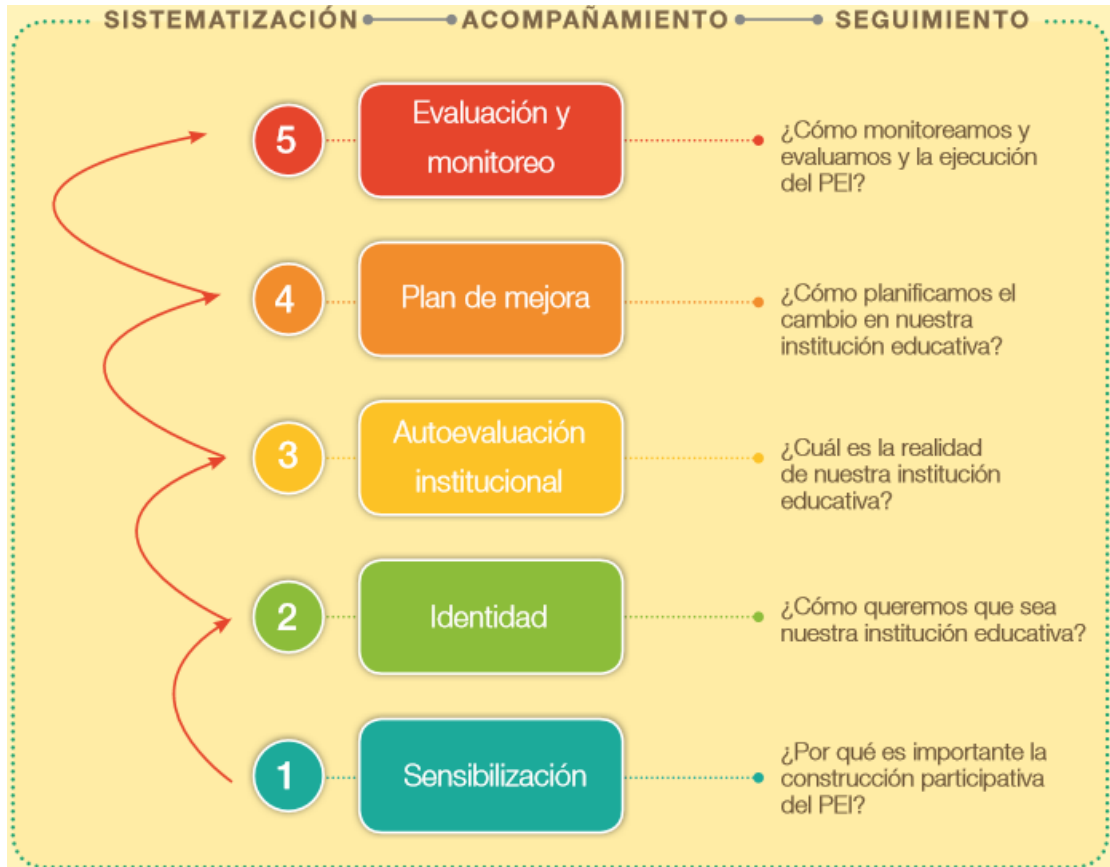 SISTEMATIZACIÓN ACOMPAÑAMIENTO SEGUIMIENTO
5
Evaluación y
monitoreo
¿Cómo monitoreamos y
evaluamos y la ejecución
del PEI?
4
Plan de mejora
¿Cómo planificamos el
cambio en nuestra
institución educativa?
3
Autoevaluación
institucional
¿Cuál es la realidad
de nuestra institución
educativa?
2
Identidad
¿Cómo queremos que sea
nuestra institución educativa?
1
Sensibilización
¿Por qué es importante la
construcción participativa
del PEI?